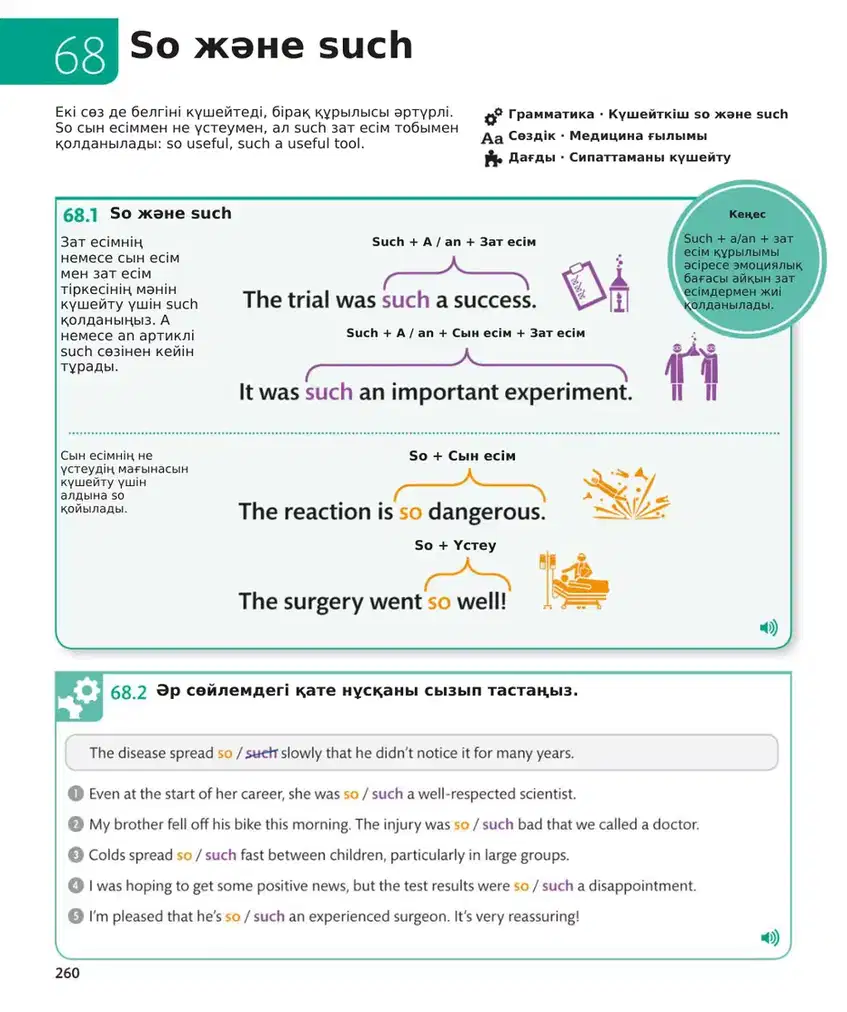 68
So және such
Екі сөз де белгіні күшейтеді, бірақ құрылысы әртүрлі.
So сын есіммен не үстеумен, ал such зат есім тобымен
қолданылады: so useful, such a useful tool.
Грамматика · Күшейткіш so және such
Aa Сөздік · Медицина ғылымы
Дағды · Сипаттаманы күшейту
68.1 So және such
Зат есімнің
немесе сын есім
мен зат есім
тіркесінің мәнін
күшейту үшін such
қолданыңыз. A
немесе an артиклі
such сөзінен кейін
тұрады.
Such + A / an + Зат есім
The trial was such a success.
Such + A / an + Сын есім + Зат есім
It was such an important experiment.
Кеңес
Such + a/an + зат
есім құрылымы
әсіресе эмоциялық
бағасы айқын зат
есімдермен жиі
қолданылады.
Сын есімнің не
үстеудің мағынасын
күшейту үшін
алдына so
қойылады.
So + Сын есім
The reaction is so dangerous.
So + Үстеу
The surgery went so well!
68.2 Әр сөйлемдегі қате нұсқаны сызып тастаңыз.
The disease spread so / such slowly that he didn't notice it for many years.
1 Even at the start of her career, she was so / such a well-respected scientist.
2 My brother fell off his bike this morning. The injury was so / such bad that we called a doctor.
3 Colds spread so / such fast between children, particularly in large groups.
4 I was hoping to get some positive news, but the test results were so / such a disappointment.
5 I'm pleased that he's so / such an experienced surgeon. It's very reassuring!
260